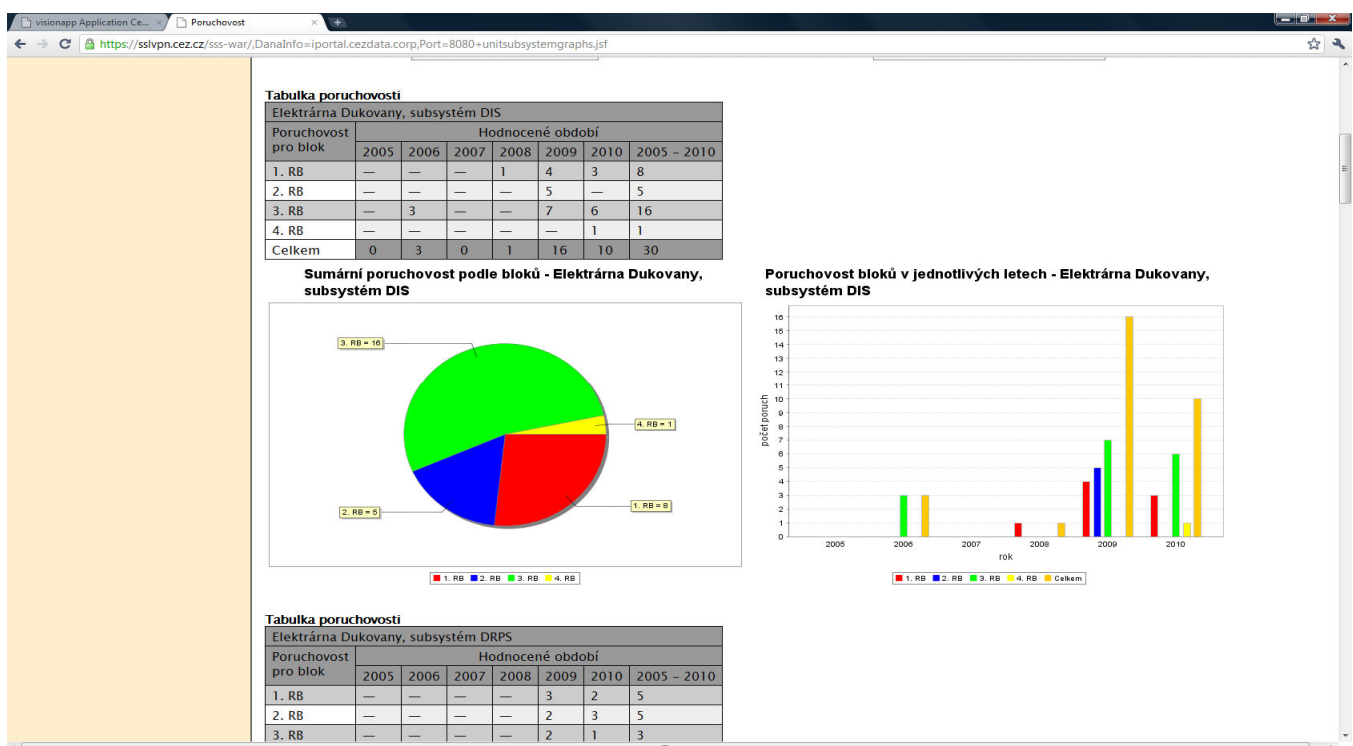 visionapp Application Ce...
Poruchovost
https://sslvpn.cez.cz/sss-war/,DanaInfo=iportal.cezdata.corp,Port=8080+unitsubsystemgraphs.jsf
Tabulka poruchovosti
Elektrárna Dukovany, subsystém DIS
Poruchovost pro blok Hodnocené období
2005 2006 2007 2008 2009 2010 2005 – 2010
1. RB — — — 1 4 3 8
2. RB — — — — 5 — 5
3. RB — 3 — — 7 6 16
4. RB — — — — — 1 1
Celkem 0 3 0 1 16 10 30
Sumární poruchovost podle bloků - Elektrárna Dukovany,
subsystém DIS
3. RB = 16
4. RB = 1
2. RB = 5
1. RB = 8
1. RB 2. RB 3. RB 4. RB
Poruchovost bloků v jednotlivých letech - Elektrárna Dukovany,
subsystém DIS
počet poruch
16
15
14
13
12
11
10
9
8
7
6
5
4
3
2
1
0
2005 2006 2007 2008 2009 2010
rok
1. RB 2. RB 3. RB 4. RB Celkem
Tabulka poruchovosti
Elektrárna Dukovany, subsystém DRPS
Poruchovost pro blok Hodnocené období
2005 2006 2007 2008 2009 2010 2005 – 2010
1. RB — — — — 3 2 5
2. RB — — — — 2 3 5
3. RB — — — — 2 1 3